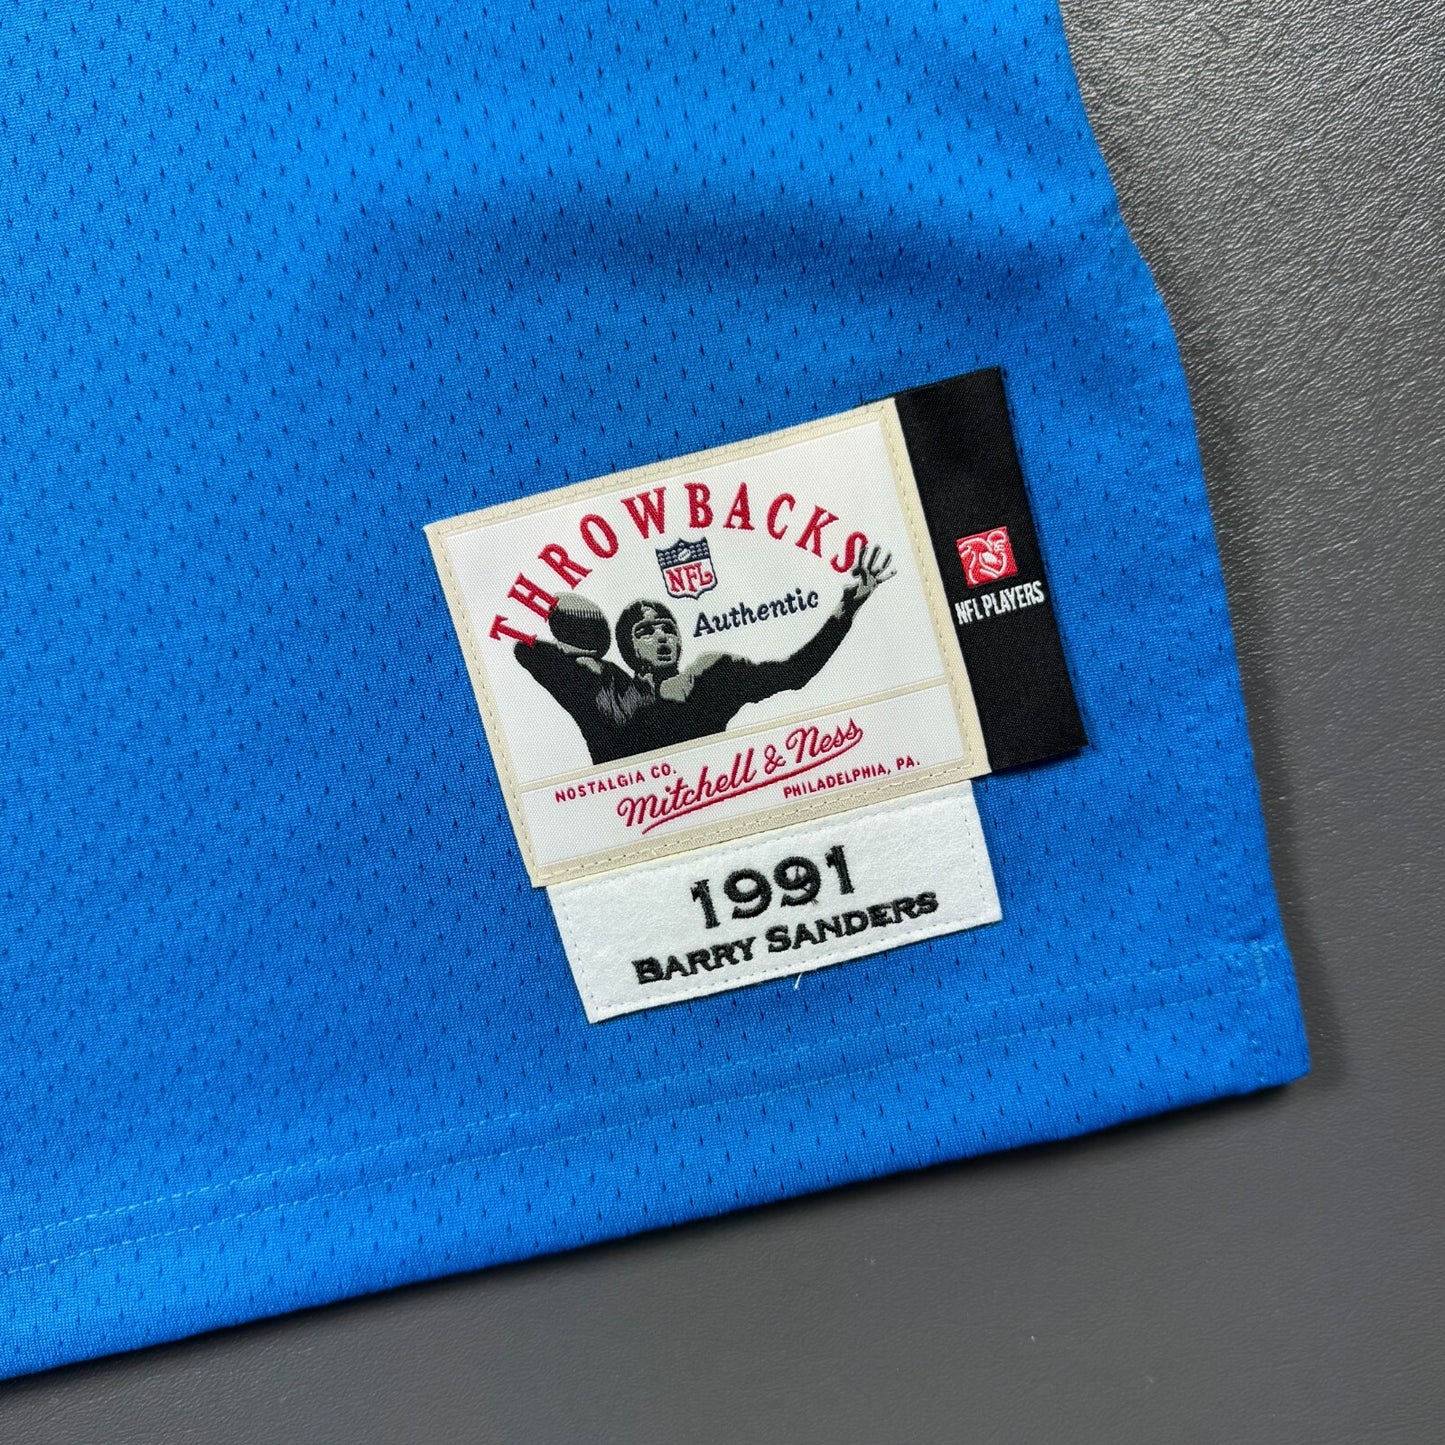 THROWBACKS
NFL
Authentic
NOSTALGIA CO. Mitchell & Ness PHILADELPHIA, PA.
NFL PLAYERS
1991
BARRY SANDERS